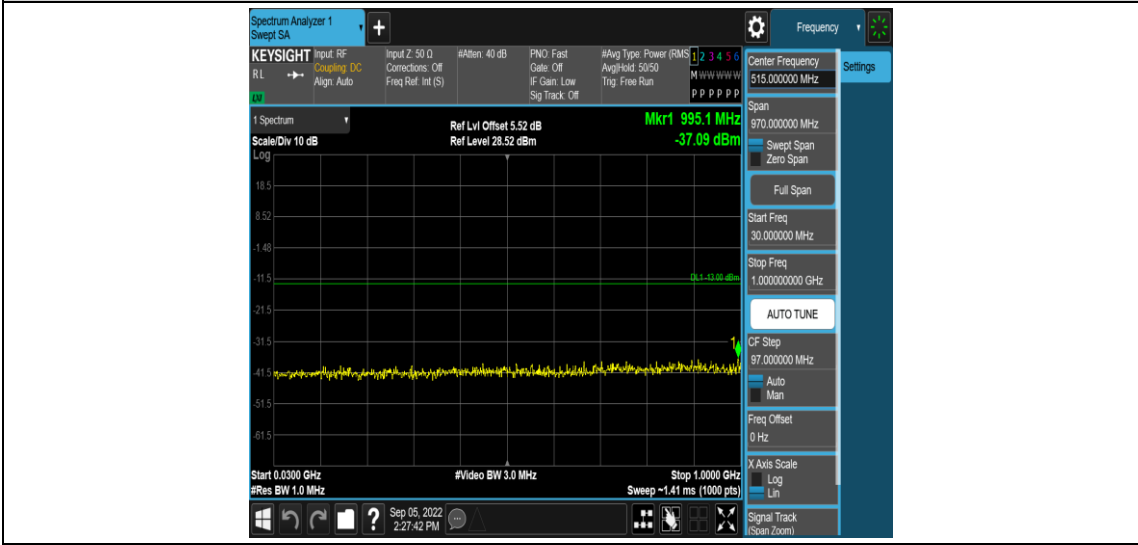 Spectrum Analyzer 1
Swept SA
+
Frequency
KEYSIGHT
RL
LM
Input: RF
Coupling: DC
Align: Auto
Input Z: 50 Ω
Corrections: Off
Freq Ref: Int (S)
#Atten: 40 dB
PNO: Fast
Gate: Off
IF Gain: Low
Sig Track: Off
#Avg Type: Power (RMS
Avg|Hold: 50/50
Trig: Free Run
1 2 3 4 5 6
M W W W W W
P P P P P P
1 Spectrum
Scale/Div 10 dB
Log
Ref Lvl Offset 5.52 dB
Ref Level 28.52 dBm
Mkr1 995.1 MHz
-37.09 dBm
18.5
8.52
-1.48
-11.5
-21.5
-31.5
-41.5
-51.5
-61.5
DL1 -13.00 dBm
1
Start 0.0300 GHz
#Res BW 1.0 MHz
#Video BW 3.0 MHz
Stop 1.0000 GHz
Sweep ~1.41 ms (1000 pts)
?
Sep 05, 2022
2:27:42 PM
Center Frequency
515.000000 MHz
Span
970.000000 MHz
Swept Span
Zero Span
Full Span
Start Freq
30.000000 MHz
Stop Freq
1.000000000 GHz
AUTO TUNE
CF Step
97.000000 MHz
Auto
Man
Freq Offset
0 Hz
X Axis Scale
Log
Lin
Signal Track
(Span Zoom)
Settings